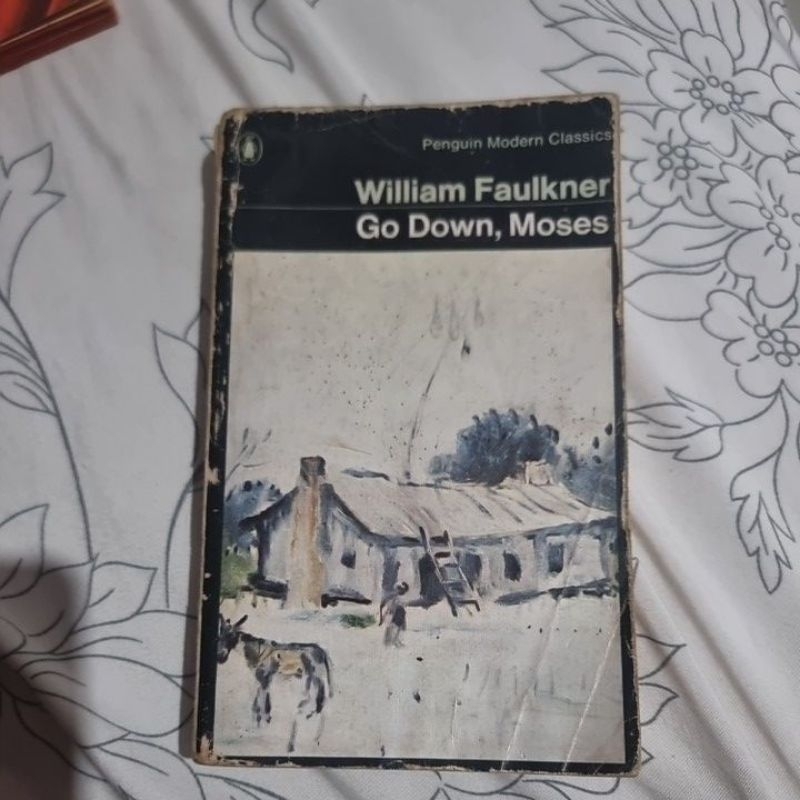 Penguin Modern Classics
William Faulkner
Go Down, Moses